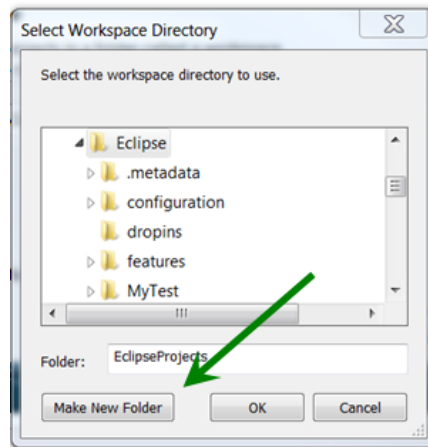 Select Workspace Directory
Select the workspace directory to use.
Eclipse
.metadata
configuration
dropins
features
MyTest
Folder: EclipseProjects
Make New Folder OK Cancel